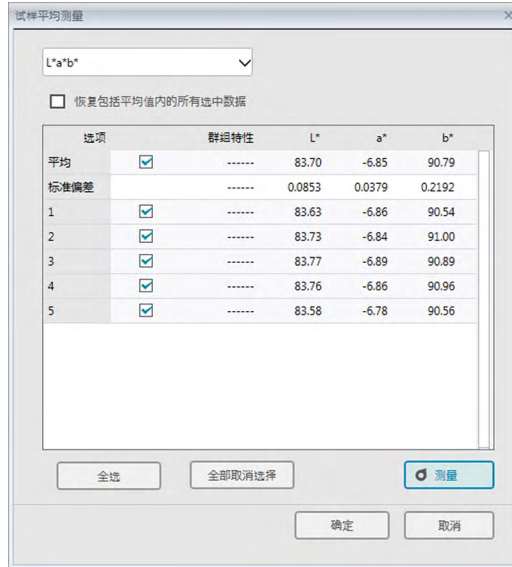 试样平均测量
L*a*b*
恢复包括平均值内的所有选中数据
选项 群组特性 L* a* b*
平均 ------ 83.70 -6.85 90.79
标准偏差 ------ 0.0853 0.0379 0.2192
1 ------ 83.63 -6.86 90.54
2 ------ 83.73 -6.84 91.00
3 ------ 83.77 -6.89 90.89
4 ------ 83.76 -6.86 90.96
5 ------ 83.58 -6.78 90.56
全选 全部取消选择 测量
确定 取消